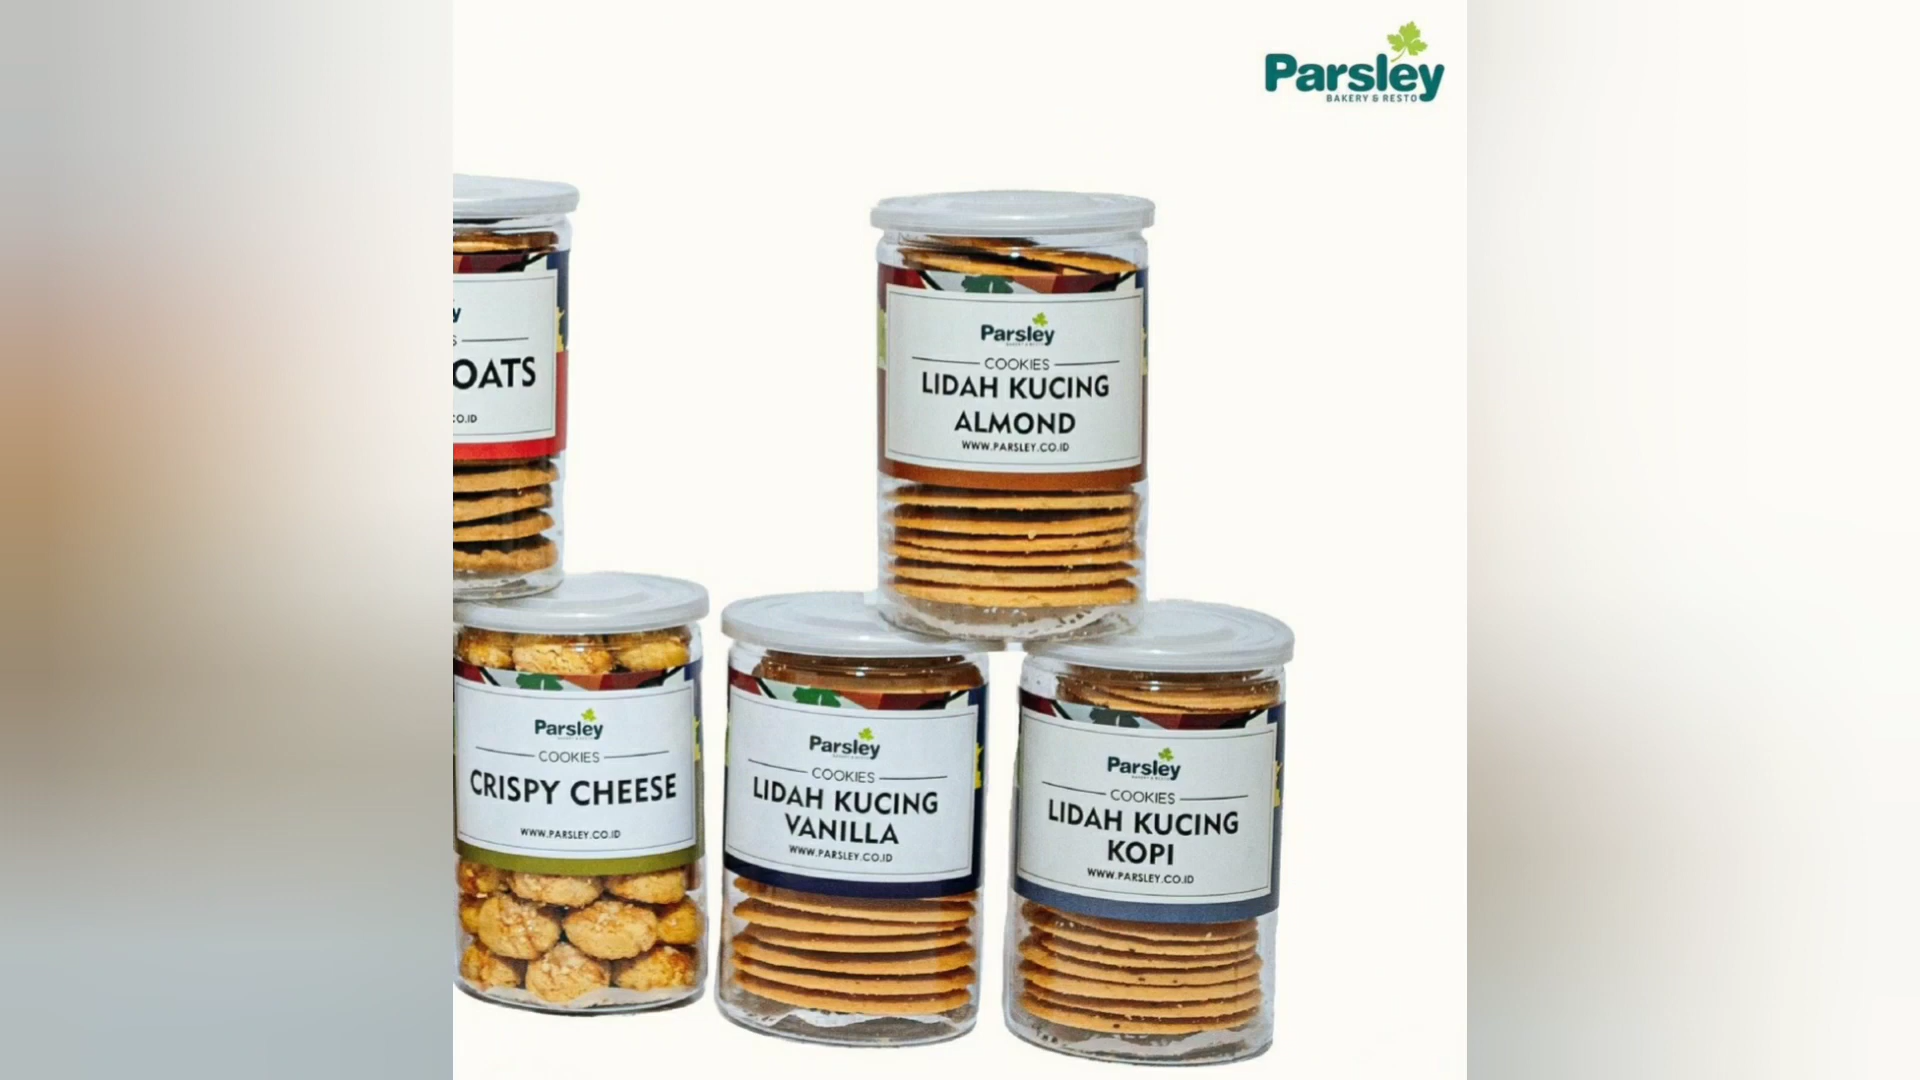 Parsley
BAKERY & RESTO
OATS
CO.ID
Parsley
COOKIES
LIDAH KUCING
ALMOND
WWW.PARSLEY.CO.ID
Parsley
COOKIES
CRISPY CHEESE
WWW.PARSLEY.CO.ID
Parsley
COOKIES
LIDAH KUCING
VANILLA
WWW.PARSLEY.CO.ID
Parsley
COOKIES
LIDAH KUCING
KOPI
WWW.PARSLEY.CO.ID